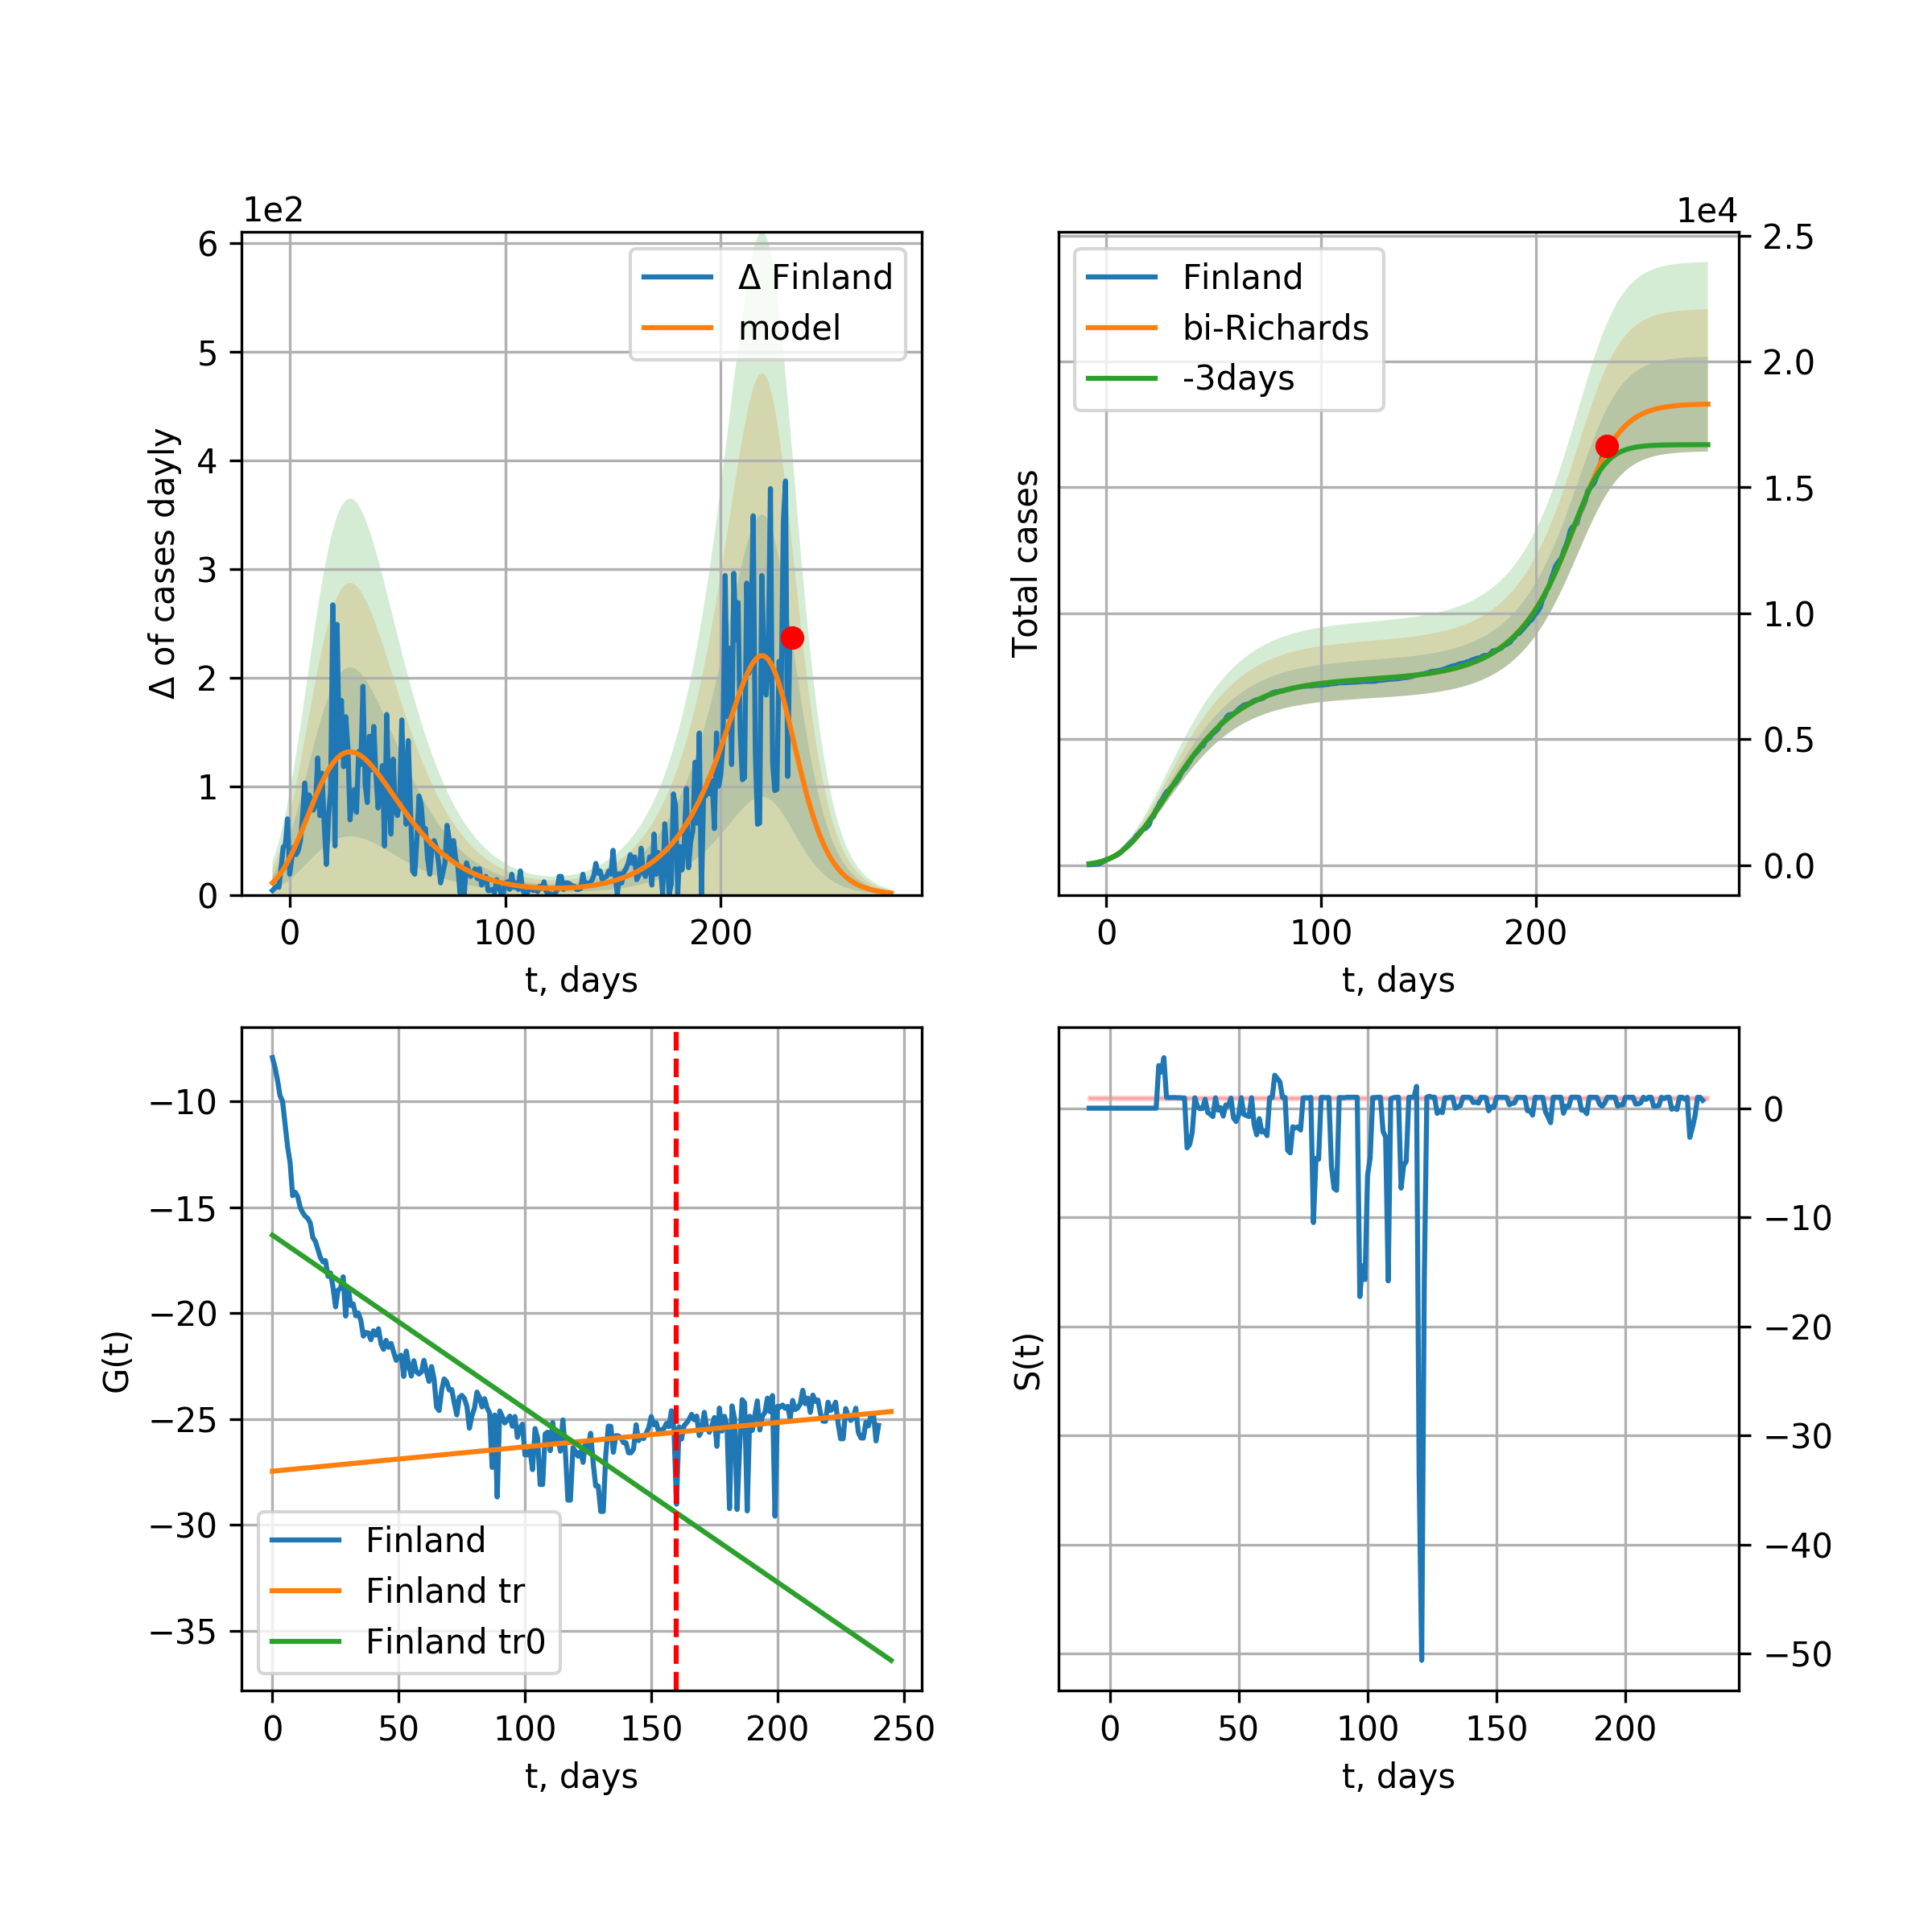 1e2
6
5
4
3
2
1
0
Δ of cases dayly
Δ Finland
model
0 100 200
t, days
1e4
2.5
2.0
1.5
1.0
0.5
0.0
Total cases
Finland
bi-Richards
-3days
0 100 200
t, days
−10
−15
−20
−25
−30
−35
G(t)
Finland
Finland tr
Finland tr0
0 50 100 150 200 250
t, days
S(t)
0
−10
−20
−30
−40
−50
0 50 100 150 200
t, days